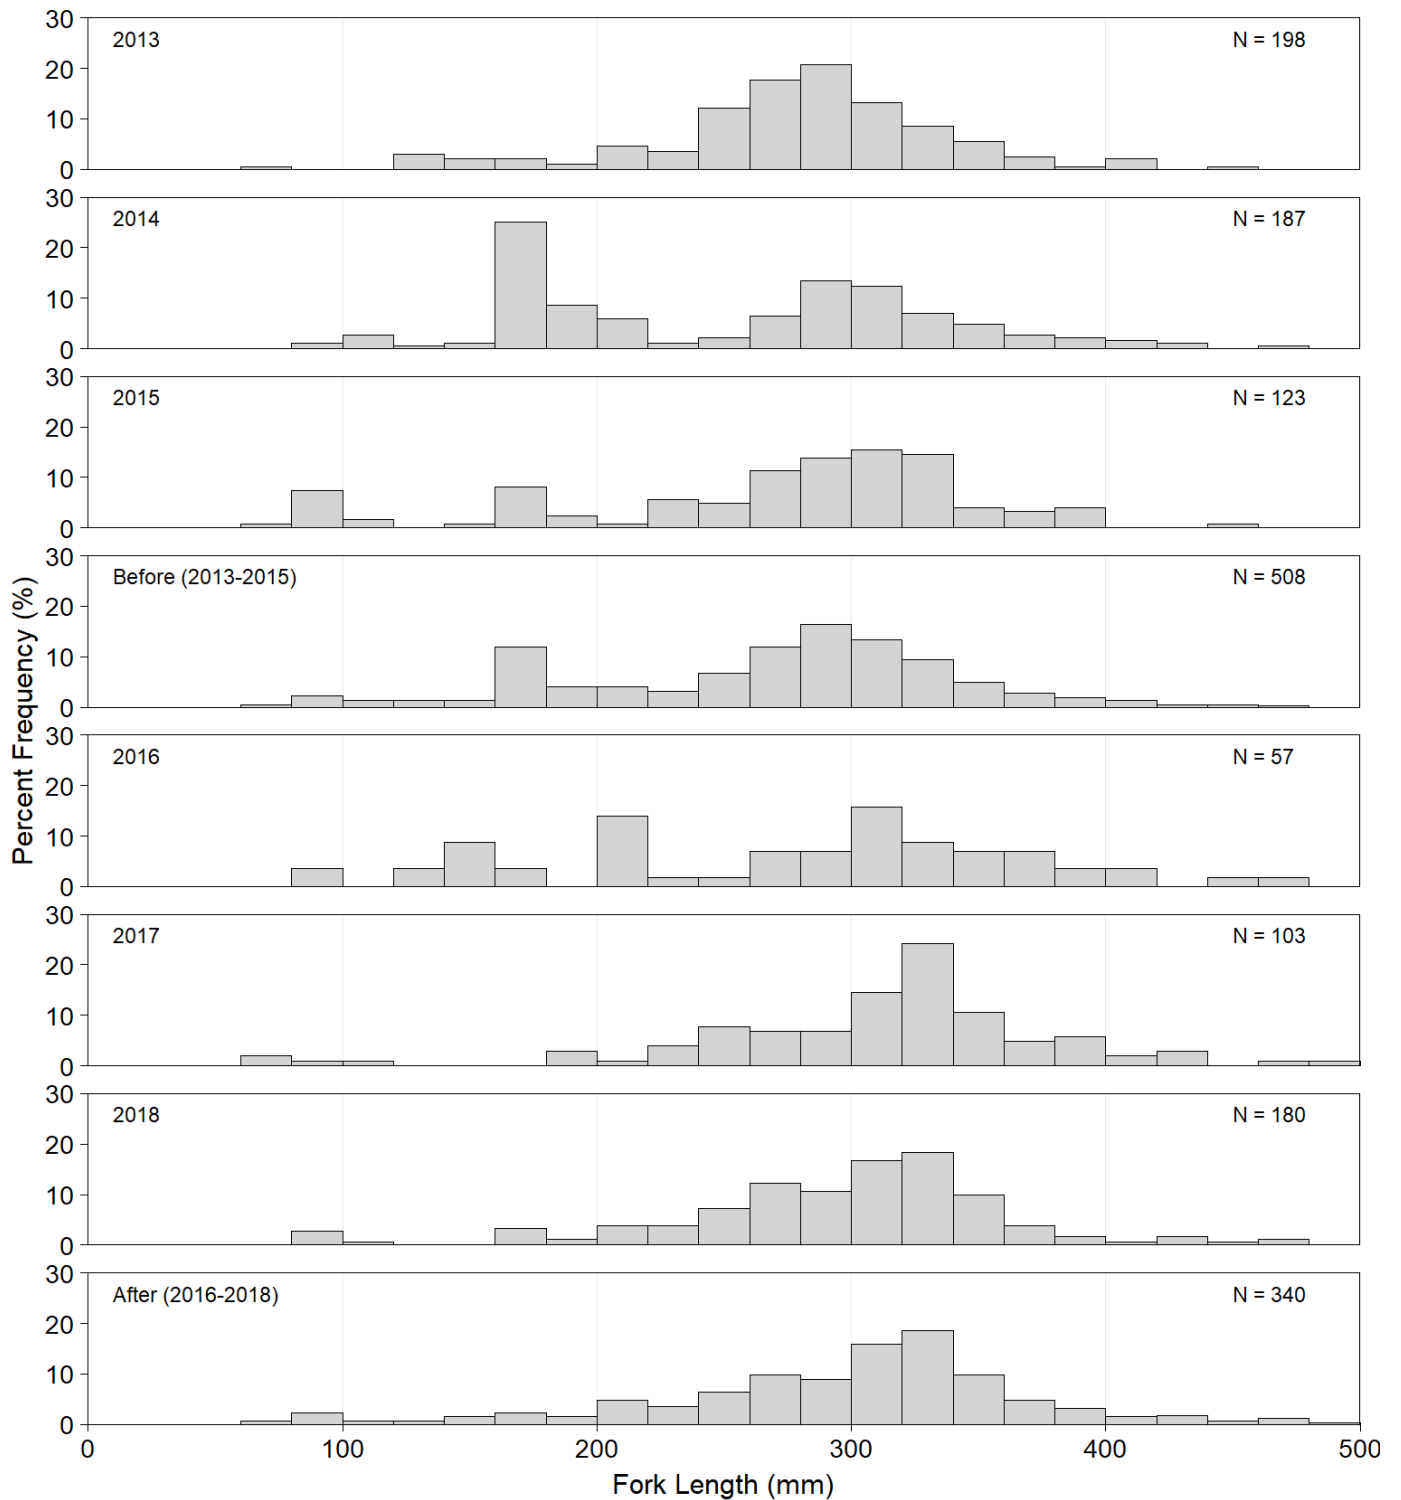 30
2013
N = 198
20
10
0
30
2014
N = 187
20
10
0
30
2015
N = 123
20
10
0
30
Before (2013-2015)
N = 508
20
10
0
Percent Frequency (%)
30
2016
N = 57
20
10
0
30
2017
N = 103
20
10
0
30
2018
N = 180
20
10
0
30
After (2016-2018)
N = 340
20
10
0
0 100 200 300 400 500
Fork Length (mm)